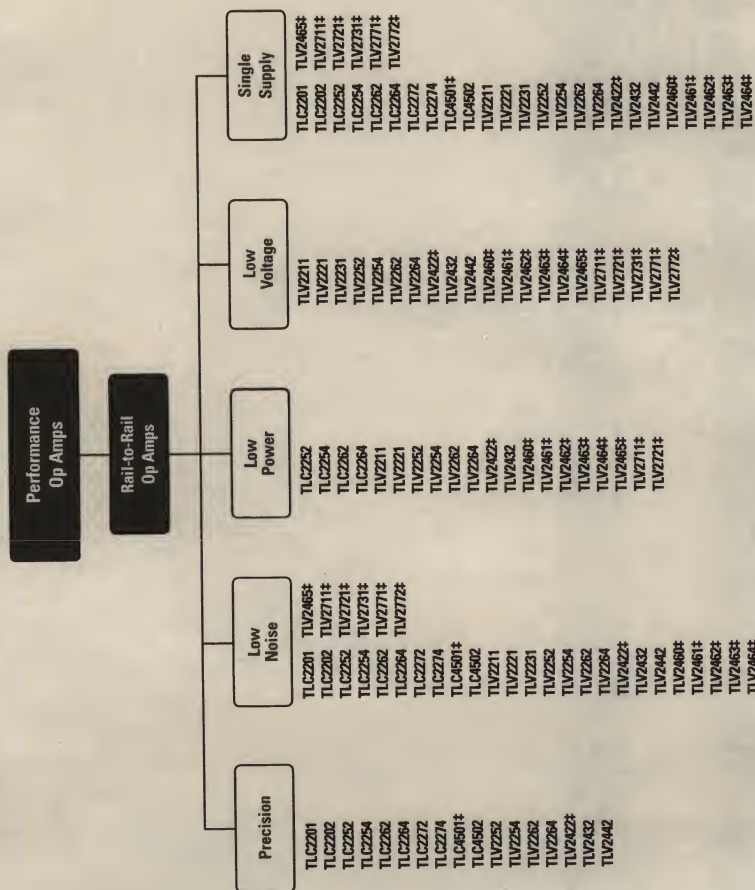 Performance
Op Amps
Rail-to-Rail
Op Amps
Precision
TLC2201
TLC2202
TLC2252
TLC2254
TLC2262
TLC2264
TLC2272
TLC2274
TLC4501‡
TLC4502
TLV2252
TLV2254
TLV2262
TLV2264
TLV2422‡
TLV2432
TLV2442
Low
Noise
TLC2201
TLC2202
TLC2252
TLC2254
TLC2262
TLC2264
TLC2272
TLC2274
TLC4501‡
TLC4502
TLV2211
TLV2221
TLV2231
TLV2252
TLV2254
TLV2262
TLV2264
TLV2422‡
TLV2432
TLV2442
TLV2460‡
TLV2461‡
TLV2462‡
TLV2463‡
TLV2464‡
TLV2465‡
TLV2711‡
TLV2721‡
TLV2731‡
TLV2771‡
TLV2772‡
Low
Power
TLC2252
TLC2254
TLC2262
TLC2264
TLV2211
TLV2221
TLV2252
TLV2254
TLV2262
TLV2264
TLV2422‡
TLV2432
TLV2460‡
TLV2461‡
TLV2462‡
TLV2463‡
TLV2464‡
TLV2465‡
TLV2711‡
TLV2721‡
Low
Voltage
TLV2211
TLV2221
TLV2231
TLV2252
TLV2254
TLV2262
TLV2264
TLV2422‡
TLV2432
TLV2442
TLV2460‡
TLV2461‡
TLV2462‡
TLV2463‡
TLV2464‡
TLV2465‡
TLV2711‡
TLV2721‡
TLV2731‡
TLV2771‡
TLV2772‡
Single
Supply
TLC2201
TLC2202
TLC2252
TLC2254
TLC2262
TLC2264
TLC2272
TLC2274
TLC4501‡
TLC4502
TLV2211
TLV2221
TLV2231
TLV2252
TLV2254
TLV2262
TLV2264
TLV2422‡
TLV2432
TLV2442
TLV2460‡
TLV2461‡
TLV2462‡
TLV2463‡
TLV2464‡
TLV2465‡
TLV2711‡
TLV2721‡
TLV2731‡
TLV2771‡
TLV2772‡